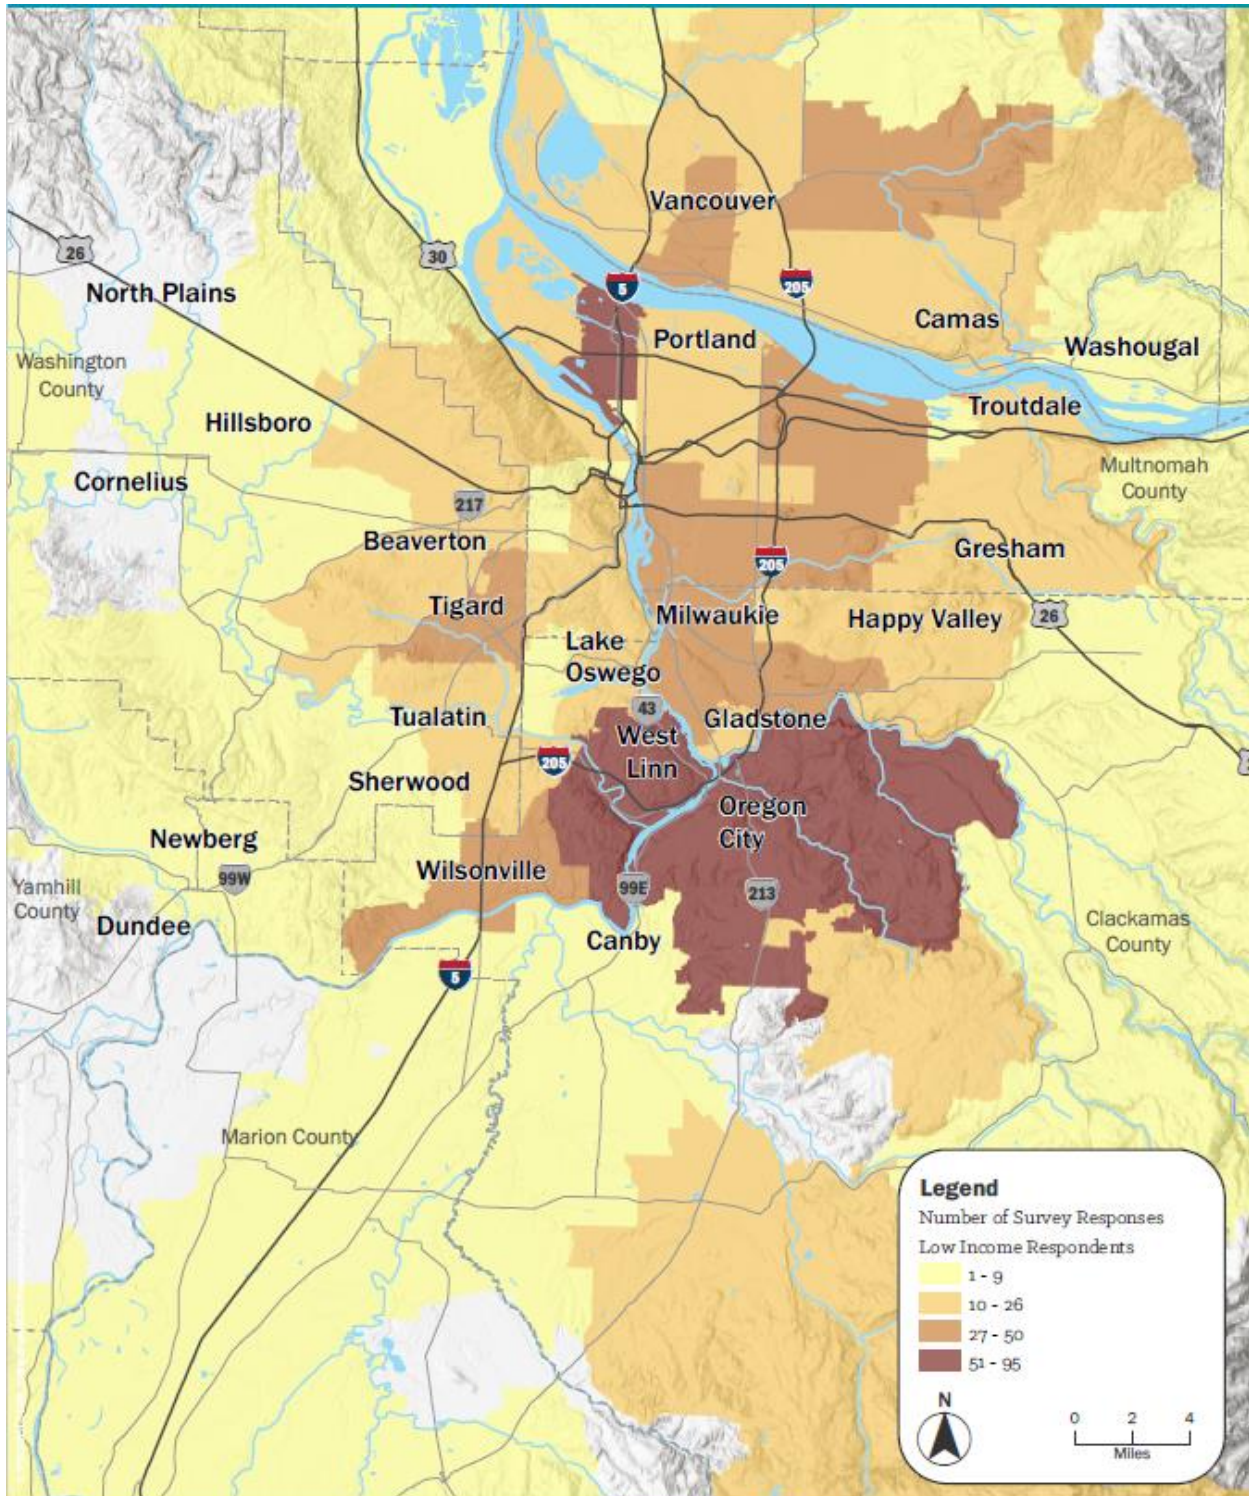 Vancouver
30
26
5
205
North Plains
Camas
Portland
Washougal
Washington
County
Troutdale
Hillsboro
Multnomah
County
Cornelius
217
Beaverton
Gresham
205
Tigard
Milwaukie
Happy Valley
26
Lake
Oswego
43
Tualatin
Gladstone
West
Linn
205
Sherwood
Oregon
City
Newberg
Wilsonville
99W
99E
213
Yamhill
County
Dundee
Clackamas
County
Canby
5
Marion County
Legend
Number of Survey Responses
Low Income Respondents
1 - 9
10 - 26
27 - 50
51 - 95
N
0 2 4
Miles